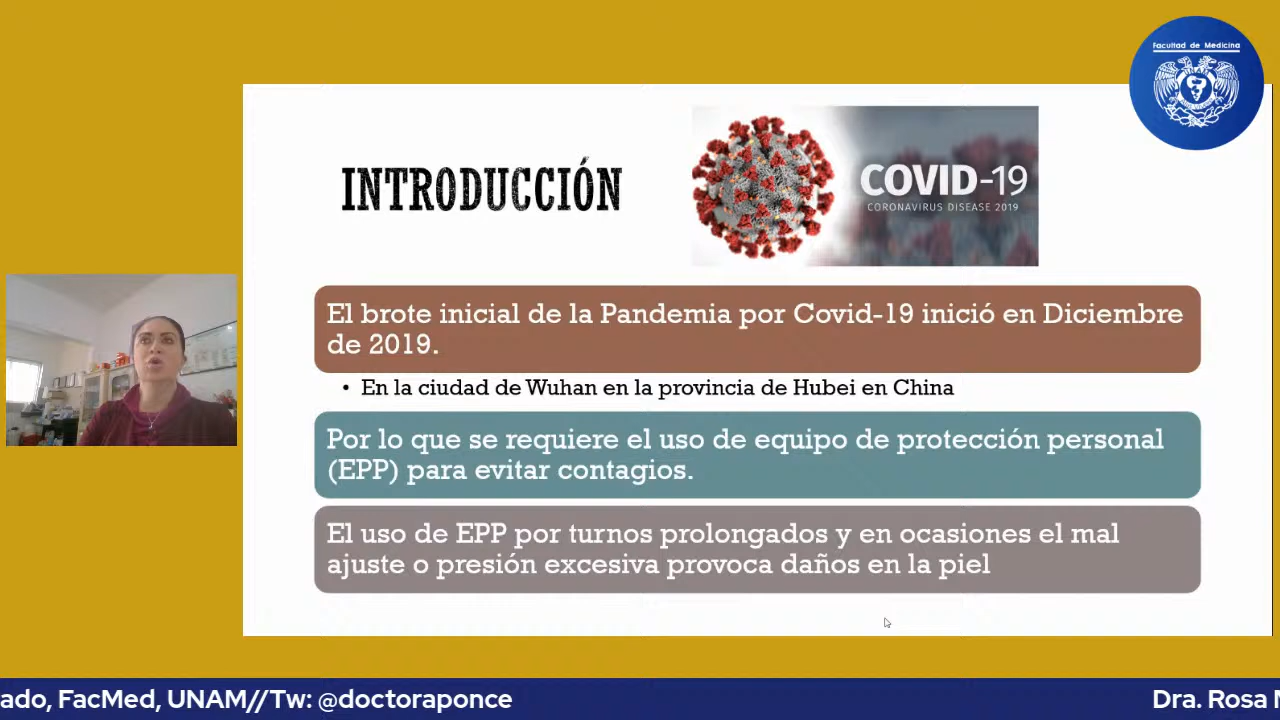 Facultad de Medicina
INTRODUCCIÓN
COVID-19
CORONAVIRUS DISEASE 2019
El brote inicial de la Pandemia por Covid-19 inició en Diciembre
de 2019.
• En la ciudad de Wuhan en la provincia de Hubei en China
Por lo que se requiere el uso de equipo de protección personal
(EPP) para evitar contagios.
El uso de EPP por turnos prolongados y en ocasiones el mal
ajuste o presión excesiva provoca daños en la piel
ado, FacMed, UNAM//Tw: @doctoraponce
Dra. Rosa